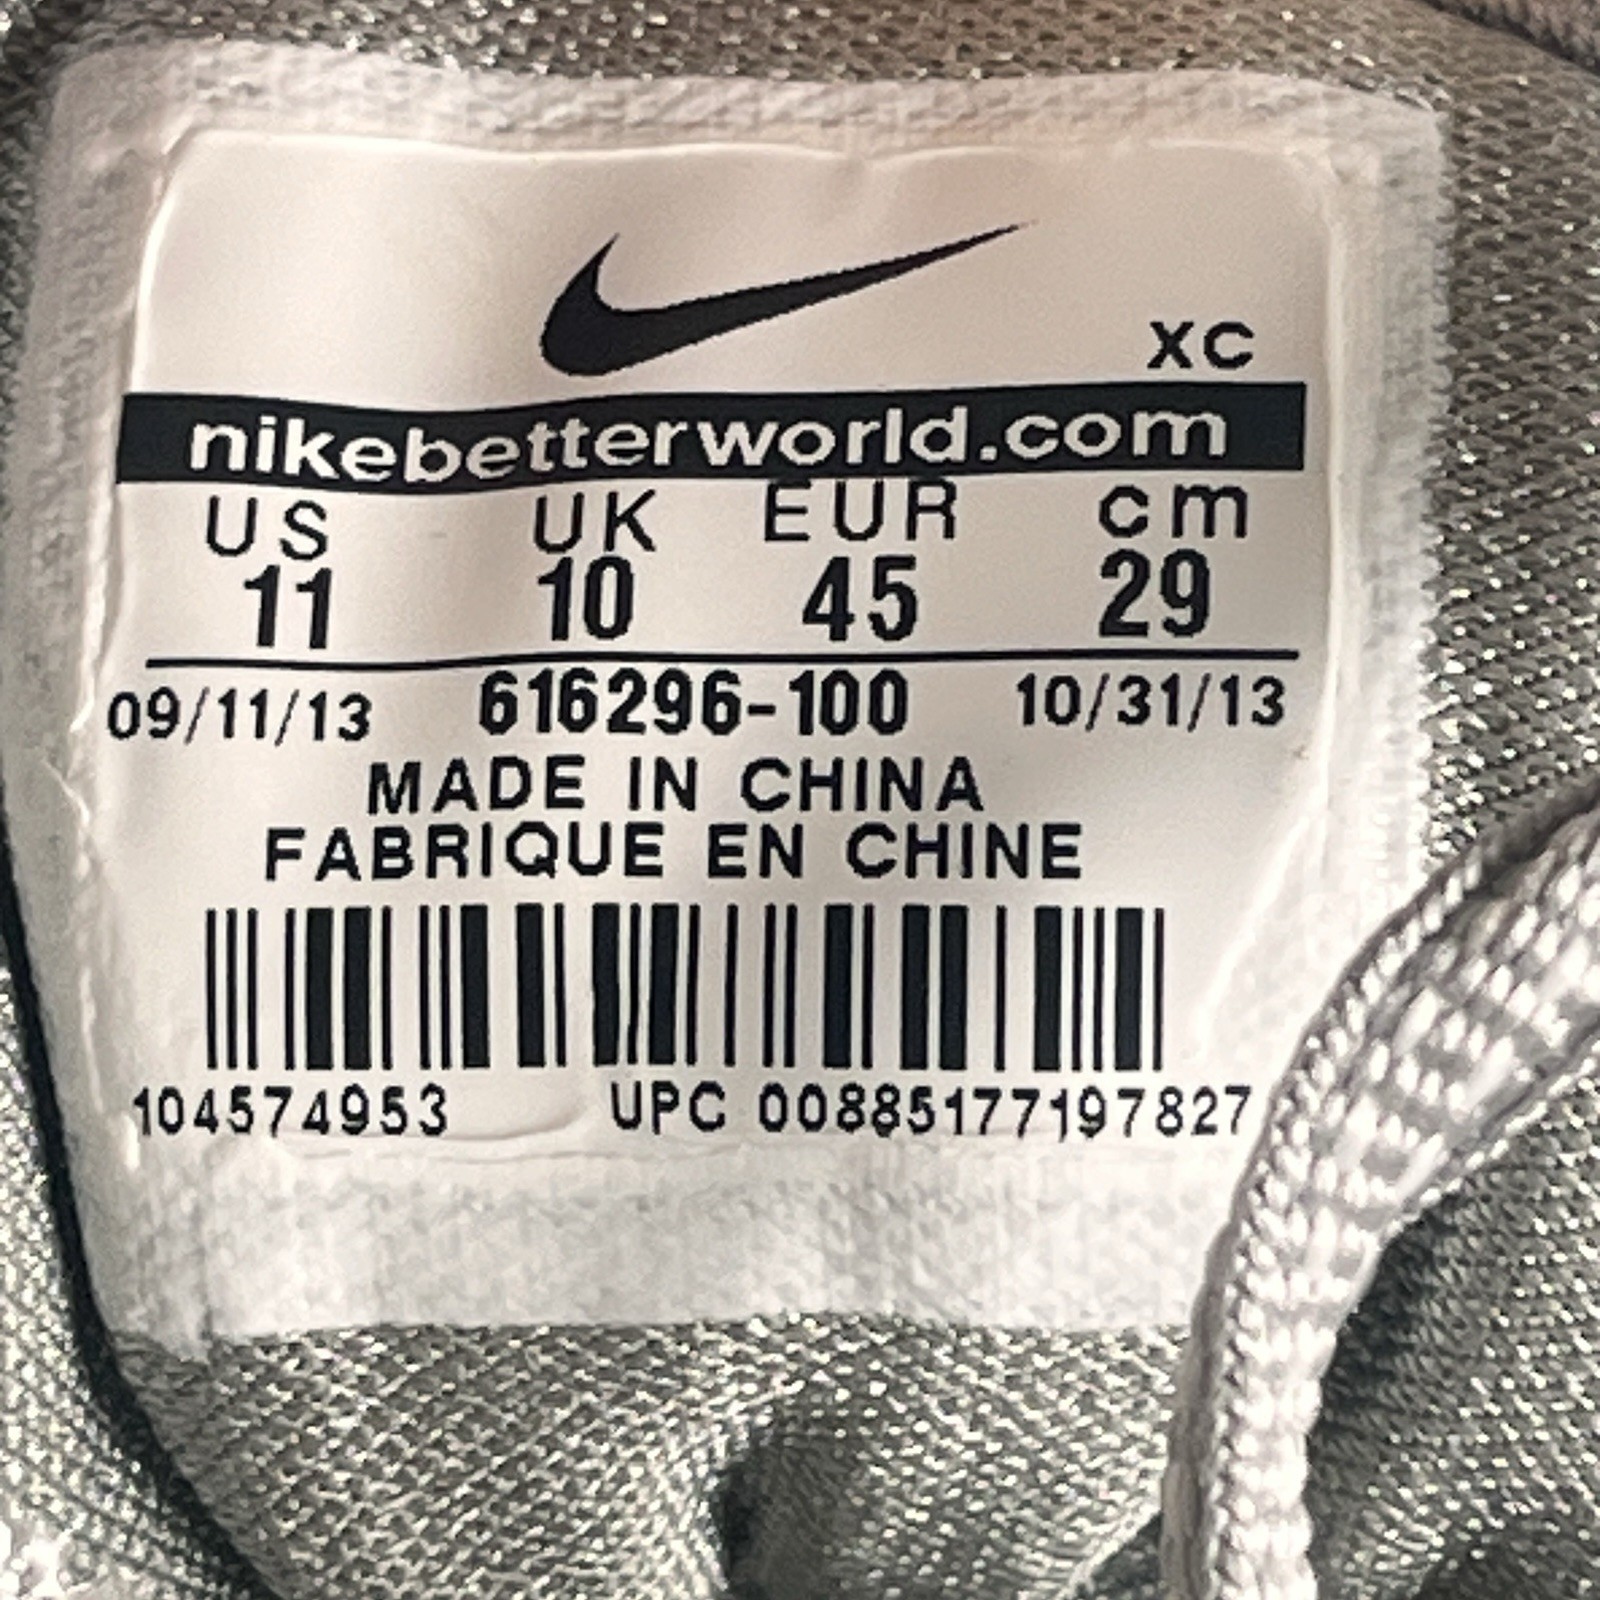 XC
nikebetterworld.com
US UK EUR cm
11 10 45 29
09/11/13 616296-100 10/31/13
MADE IN CHINA
FABRIQUE EN CHINE
104574953 UPC 00885177197827